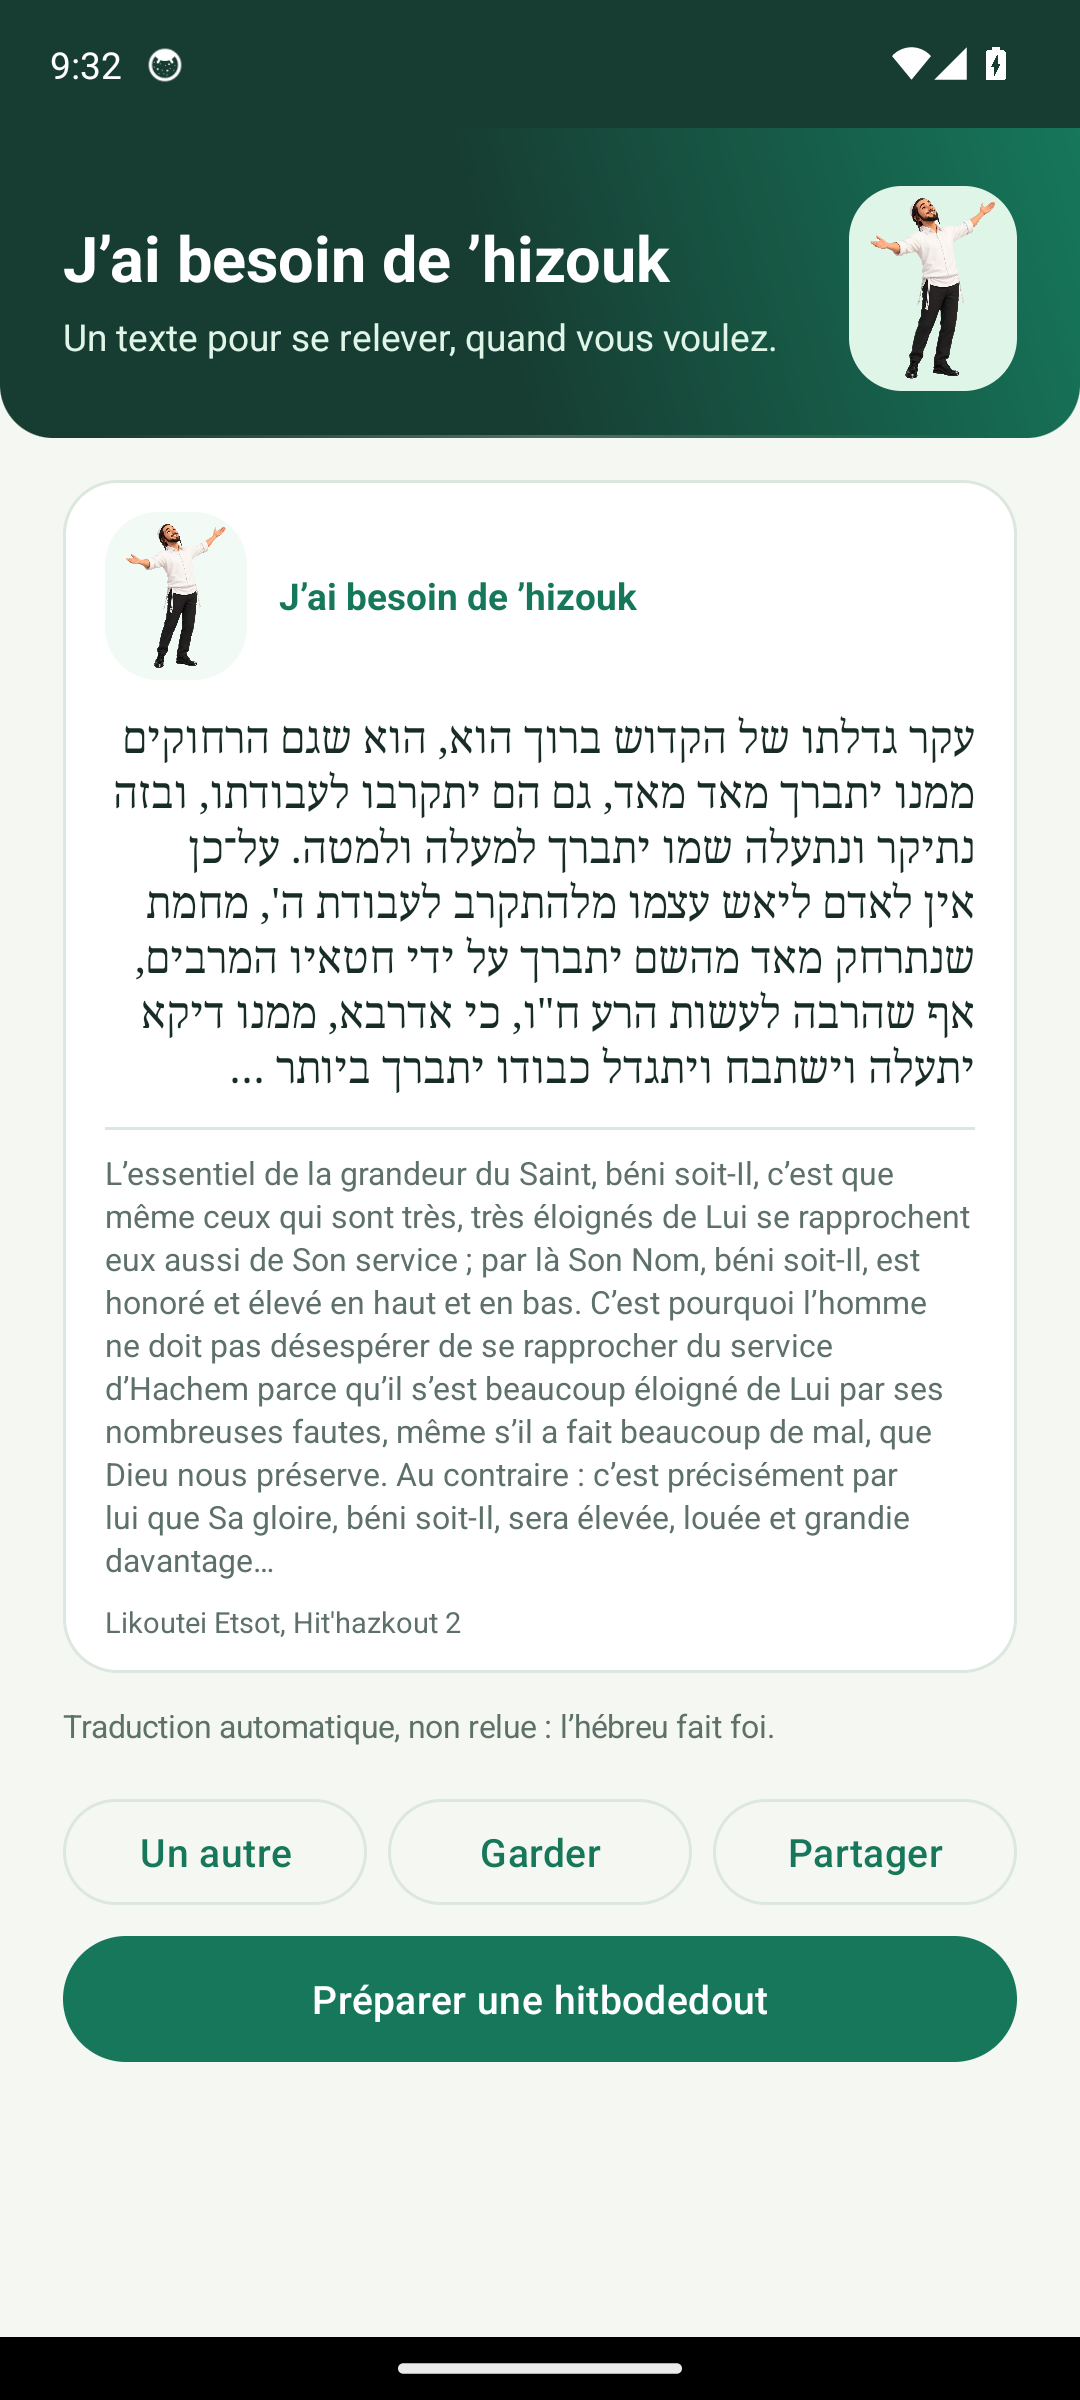 9:32
J’ai besoin de ’hizouk
Un texte pour se relever, quand vous voulez.
J’ai besoin de ’hizouk
עקר גדלתו של הקדוש ברוך הוא, הוא שגם הרחוקים
ממנו יתברך מאד מאד, גם הם יתקרבו לעבודתו, ובזה
נתיקר ונתעלה שמו יתברך למעלה ולמטה. על־כן
אין לאדם ליאש עצמו מלהתקרב לעבודת ה', מחמת
שנתרחק מאד מהשם יתברך על ידי חטאיו המרבים,
אף שהרבה לעשות הרע ח"ו, כי אדרבא, ממנו דיקא
יתעלה וישתבח ויתגדל כבודו יתברך ביותר ...
L’essentiel de la grandeur du Saint, béni soit-Il, c’est que
même ceux qui sont très, très éloignés de Lui se rapprochent
eux aussi de Son service ; par là Son Nom, béni soit-Il, est
honoré et élevé en haut et en bas. C’est pourquoi l’homme
ne doit pas désespérer de se rapprocher du service
d’Hachem parce qu’il s’est beaucoup éloigné de Lui par ses
nombreuses fautes, même s’il a fait beaucoup de mal, que
Dieu nous préserve. Au contraire : c’est précisément par
lui que Sa gloire, béni soit-Il, sera élevée, louée et grandie
davantage…
Likoutei Etsot, Hit'hazkout 2
Traduction automatique, non relue : l’hébreu fait foi.
Un autre
Garder
Partager
Préparer une hitbodedout